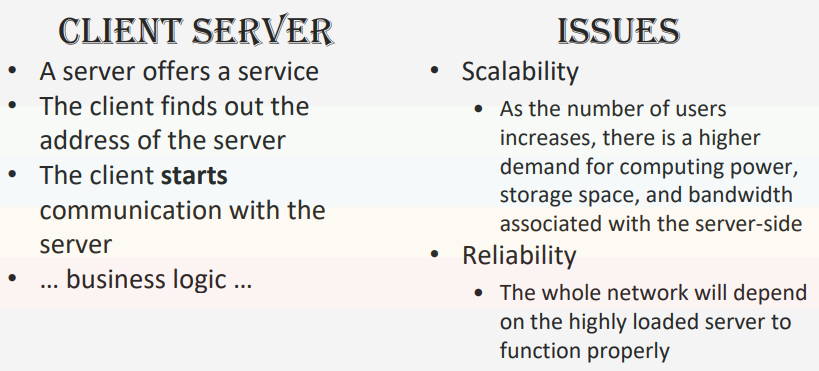 CLIENT SERVER
• A server offers a service
• The client finds out the
address of the server
• The client starts
communication with the
server
• … business logic …
ISSUES
• Scalability
• As the number of users
increases, there is a higher
demand for computing power,
storage space, and bandwidth
associated with the server-side
• Reliability
• The whole network will depend
on the highly loaded server to
function properly